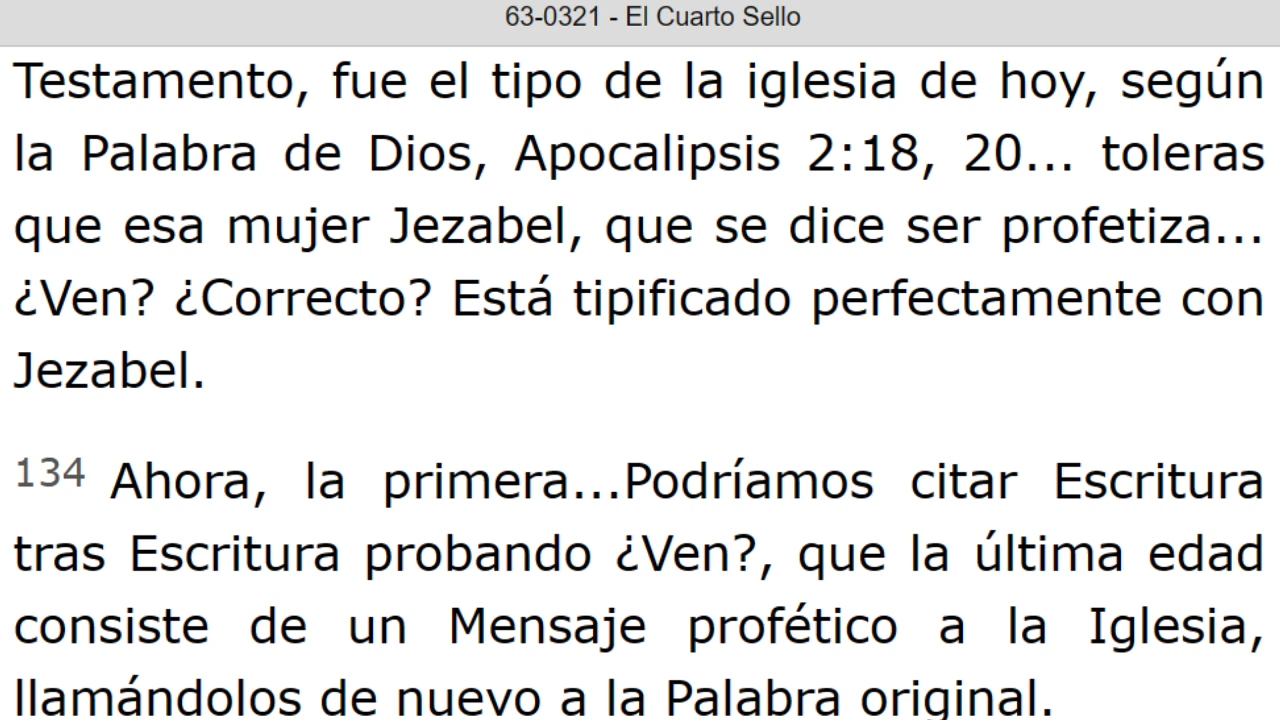 63-0321 - El Cuarto Sello
Testamento, fue el tipo de la iglesia de hoy, según
la Palabra de Dios, Apocalipsis 2:18, 20... toleras
que esa mujer Jezabel, que se dice ser profetiza...
¿Ven? ¿Correcto? Está tipificado perfectamente con
Jezabel.
134 Ahora, la primera...Podríamos citar Escritura
tras Escritura probando ¿Ven?, que la última edad
consiste de un Mensaje profético a la Iglesia,
llamándolos de nuevo a la Palabra original.